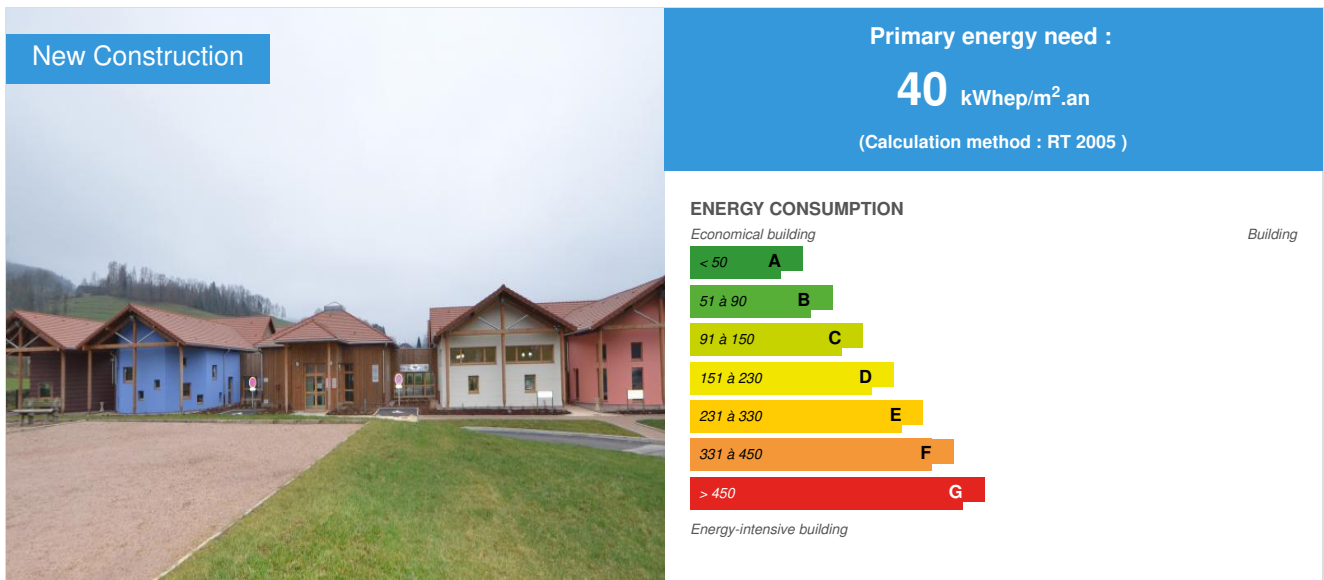 New Construction
Primary energy need :
40 kWhep/m².an
(Calculation method : RT 2005 )
ENERGY CONSUMPTION
Economical building
Building
< 50 A
51 à 90 B
91 à 150 C
151 à 230 D
231 à 330 E
331 à 450 F
> 450 G
Energy-intensive building